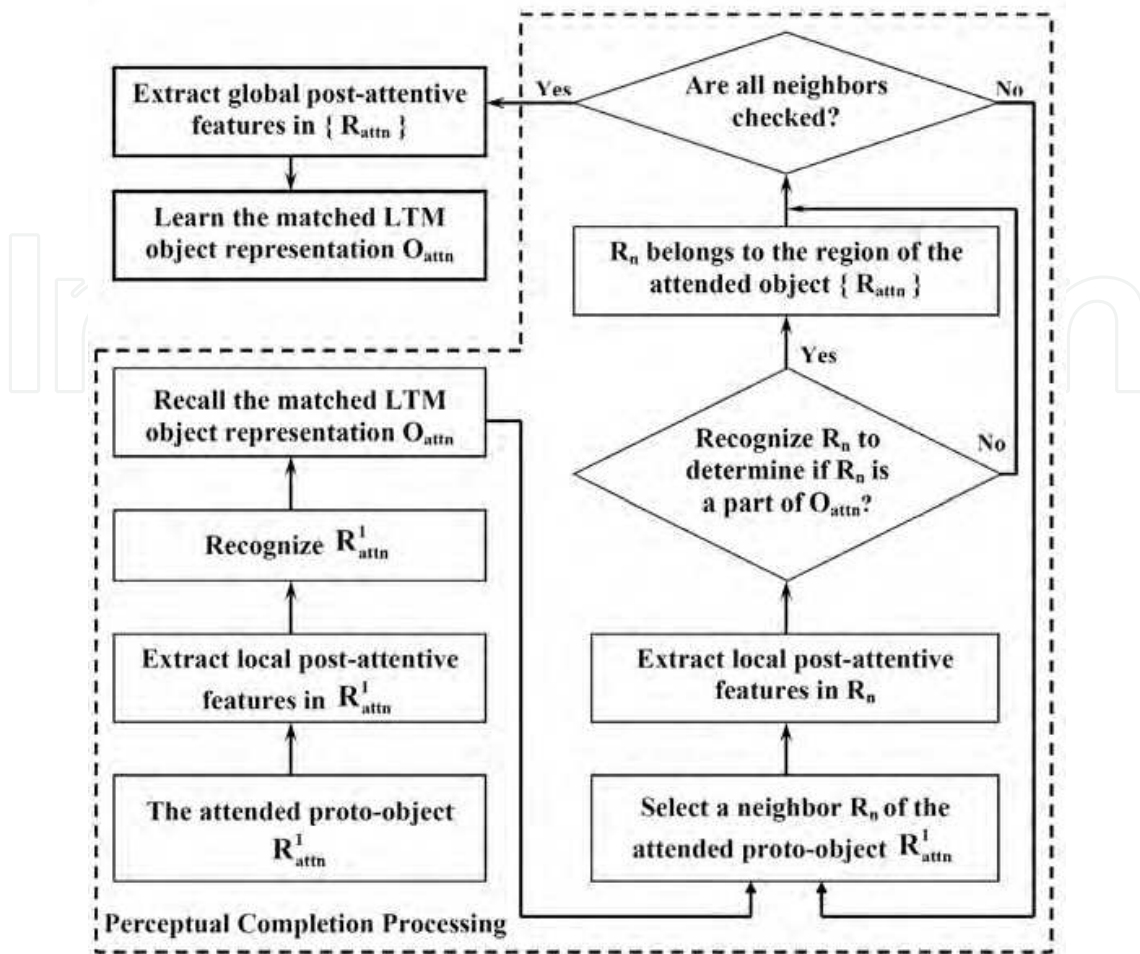 Extract global post-attentive
features in { R_attn }
Learn the matched LTM
object representation O_attn
Yes
Are all neighbors
checked?
No
R_n belongs to the region of the
attended object { R_attn }
Yes
Recognize R_n to
determine if R_n is
a part of O_attn?
No
Extract local post-attentive
features in R_n
Select a neighbor R_n of the
attended proto-object R^1_attn
Recall the matched LTM
object representation O_attn
Recognize R^1_attn
Extract local post-attentive
features in R^1_attn
The attended proto-object
R^1_attn
Perceptual Completion Processing